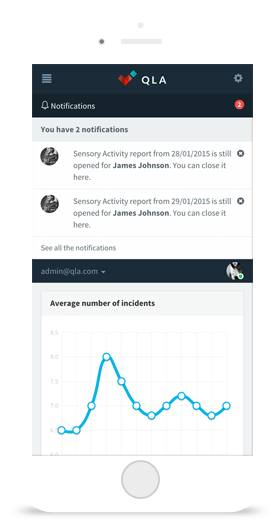 QLA
Notifications
2
You have 2 notifications
Sensory Activity report from 28/01/2015 is still
opened for James Johnson. You can close it
here.
Sensory Activity report from 29/01/2015 is still
opened for James Johnson. You can close it
here.
See all the notifications
admin@qla.com
Average number of incidents
8.5
8.0
7.5
7.0
6.5
6.0